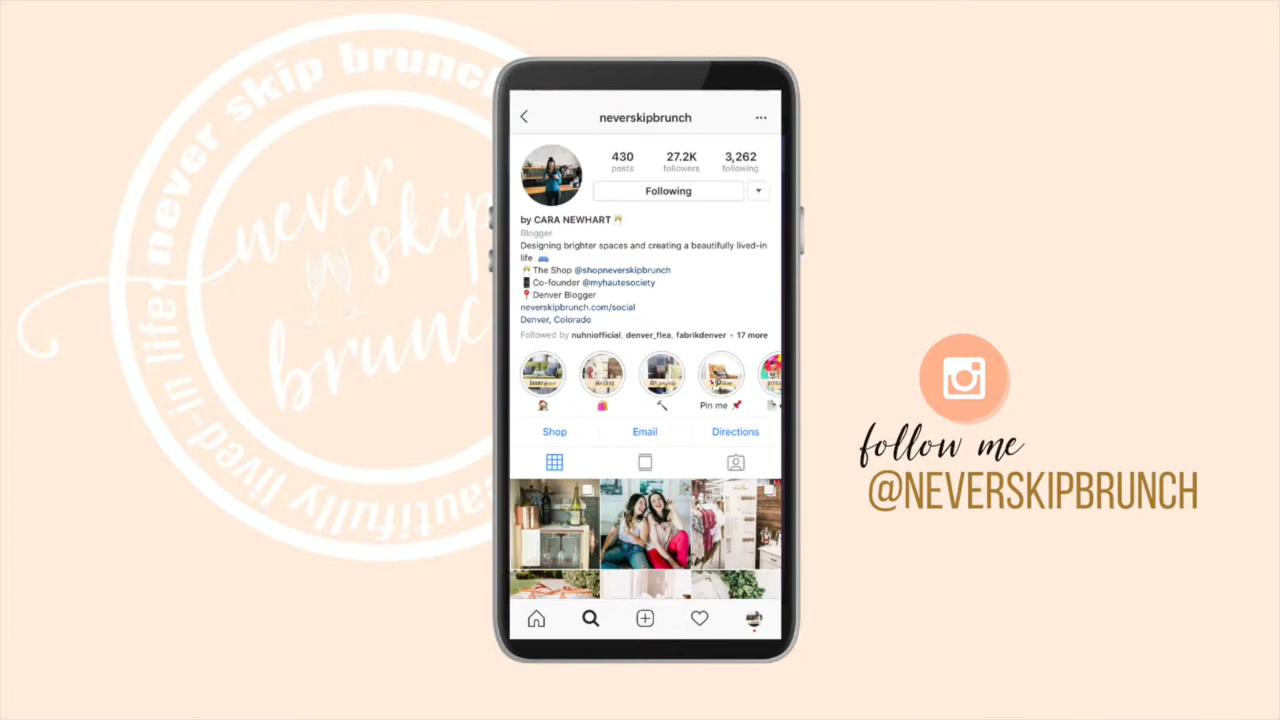 never skip brunch
beautifully lived-in life
never
skip
brunch
neverskipbrunch
430
posts
27.2K
followers
3,262
following
Following
by CARA NEWHART 🥂
Blogger
Designing brighter spaces and creating a beautifully lived-in
life 🛋
🥂The Shop @shopneverskipbrunch
📱Co-founder @myhautesociety
📍Denver Blogger
neverskipbrunch.com/social
Denver, Colorado
Followed by nuhniofficial, denver_flea, fabrikdenver + 17 more
Pin me 📌
Shop
Email
Directions
follow me
@NEVERSKIPBRUNCH